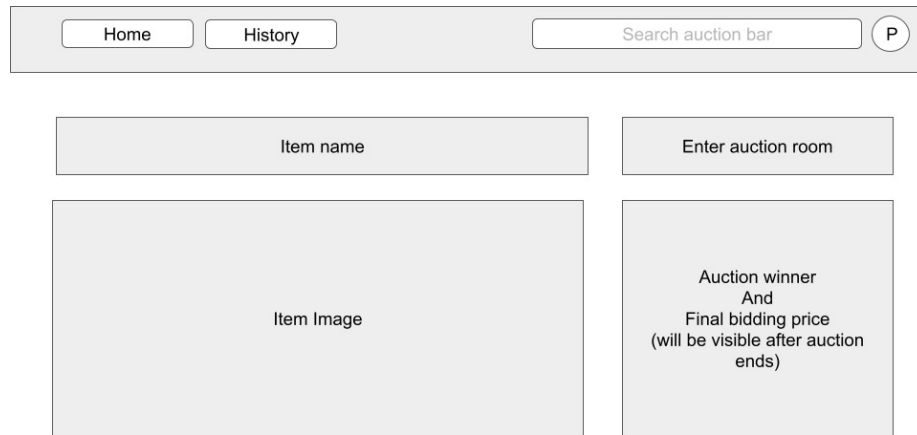 Home
History
Search auction bar
P
Item name
Enter auction room
Item Image
Auction winner
And
Final bidding price
(will be visible after auction
ends)